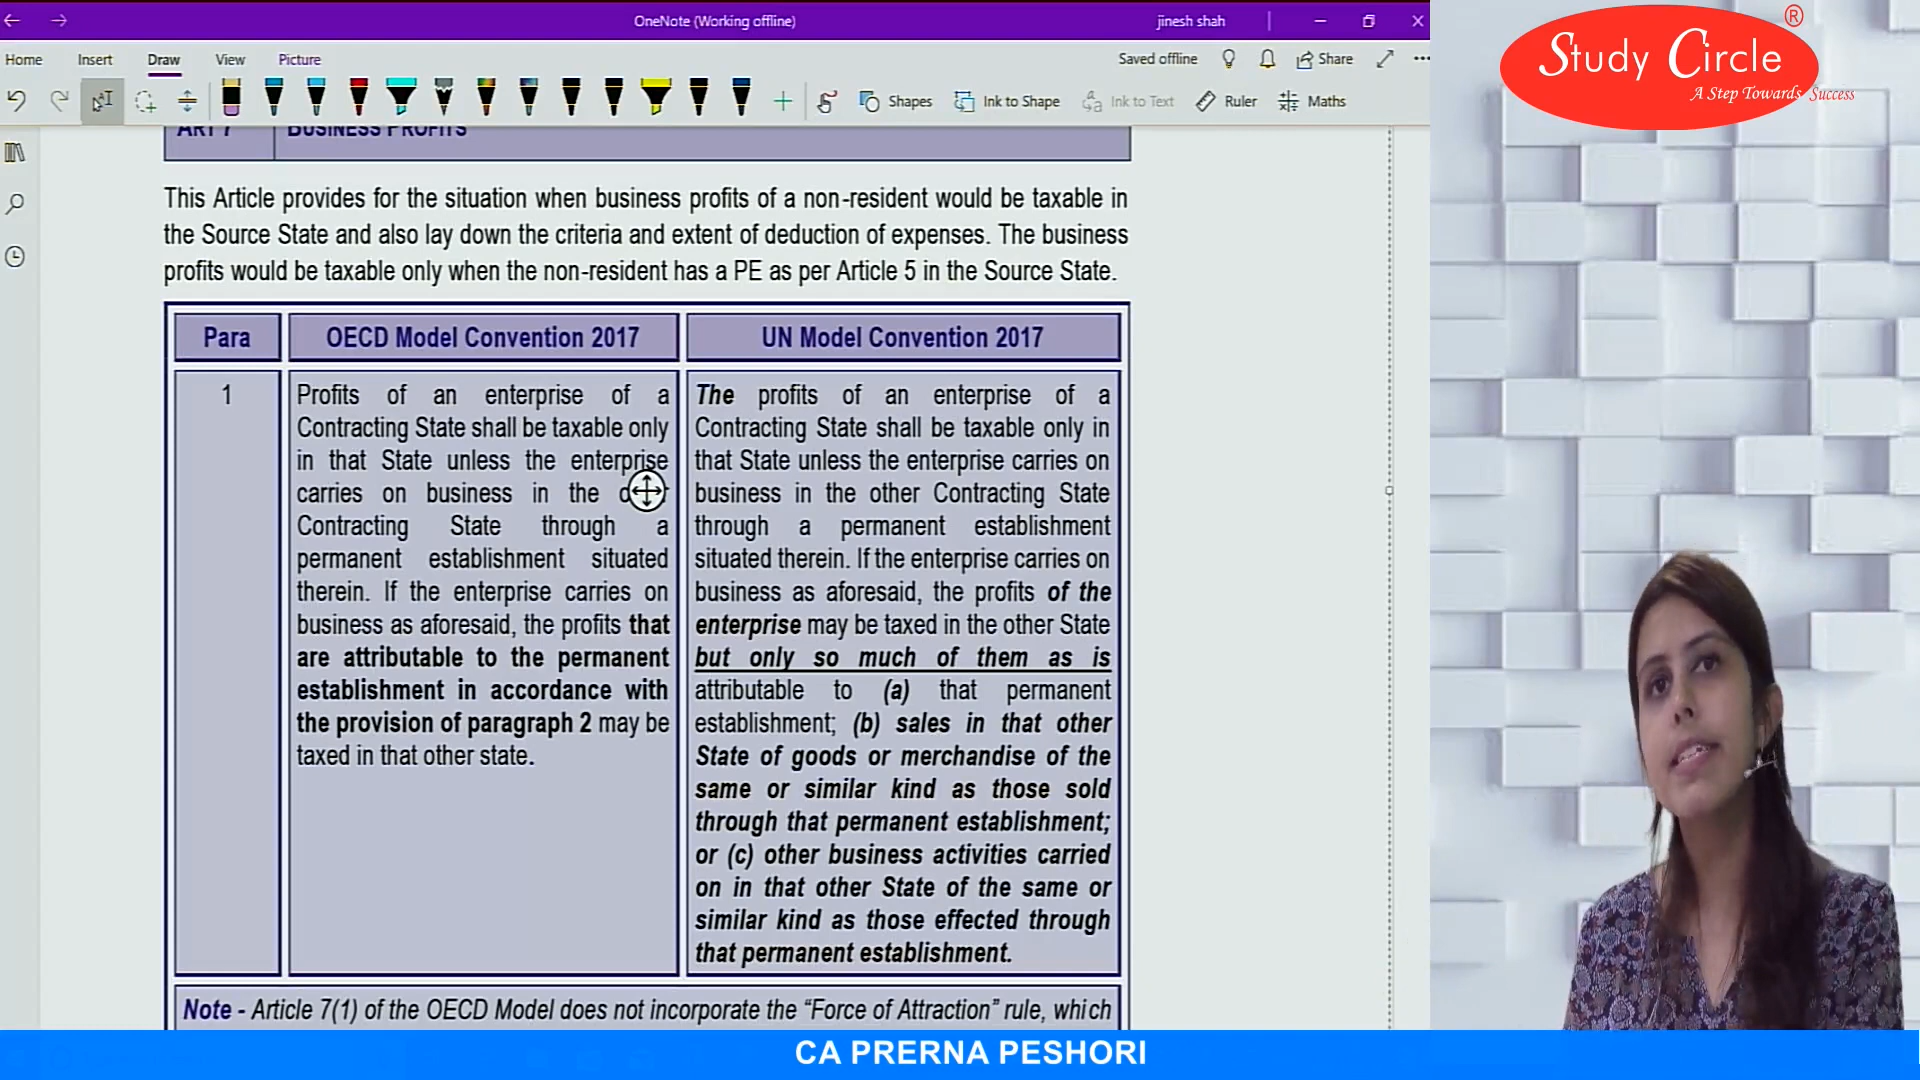 OneNote (Working offline)
jinesh shah
Home Insert Draw View Picture
Saved offline
Share
Shapes
Ink to Shape
Ink to Text
Ruler
Maths
ART 7 BUSINESS PROFITS
This Article provides for the situation when business profits of a non-resident would be taxable in
the Source State and also lay down the criteria and extent of deduction of expenses. The business
profits would be taxable only when the non-resident has a PE as per Article 5 in the Source State.
Para
OECD Model Convention 2017
UN Model Convention 2017
1
Profits of an enterprise of a
Contracting State shall be taxable only
in that State unless the enterprise
carries on business in the
Contracting State through a
permanent establishment situated
therein. If the enterprise carries on
business as aforesaid, the profits that
are attributable to the permanent
establishment in accordance with
the provision of paragraph 2 may be
taxed in that other state.
The profits of an enterprise of a
Contracting State shall be taxable only in
that State unless the enterprise carries on
business in the other Contracting State
through a permanent establishment
situated therein. If the enterprise carries on
business as aforesaid, the profits of the
enterprise may be taxed in the other State
but only so much of them as is
attributable to (a) that permanent
establishment; (b) sales in that other
State of goods or merchandise of the
same or similar kind as those sold
through that permanent establishment;
or (c) other business activities carried
on in that other State of the same or
similar kind as those effected through
that permanent establishment.
Note - Article 7(1) of the OECD Model does not incorporate the “Force of Attraction” rule, which
Study Circle ®
A Step Towards Success
CA PRERNA PESHORI